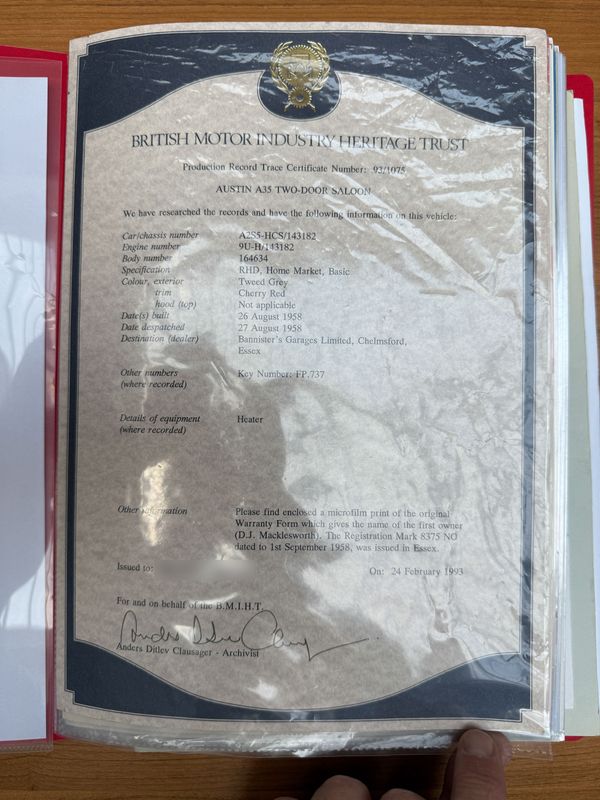 BRITISH MOTOR INDUSTRY HERITAGE TRUST
Production Record Trace Certificate Number: 93/1075
AUSTIN A35 TWO-DOOR SALOON
We have researched the records and have the following information on this vehicle:
Car/chassis number A2S5-HCS/143182
Engine number 9U-H/143182
Body number 164634
Specification RHD, Home Market, Basic
Colour, exterior Tweed Grey
trim Cherry Red
hood (top) Not applicable
Date(s) built 26 August 1958
Date despatched 27 August 1958
Destination (dealer) Bannister's Garages Limited, Chelmsford,
Essex
Other numbers Key Number: FP.737
(where recorded)
Details of equipment Heater
(where recorded)
Other information Please find enclosed a microfilm print of the original
Warranty Form which gives the name of the first owner
(D.J. Macklesworth). The Registration Mark 8375 NO
dated to 1st September 1958, was issued in Essex.
Issued to: On: 24 February 1993
For and on behalf of the B.M.I.H.T.
Anders Ditlev Clausager - Archivist